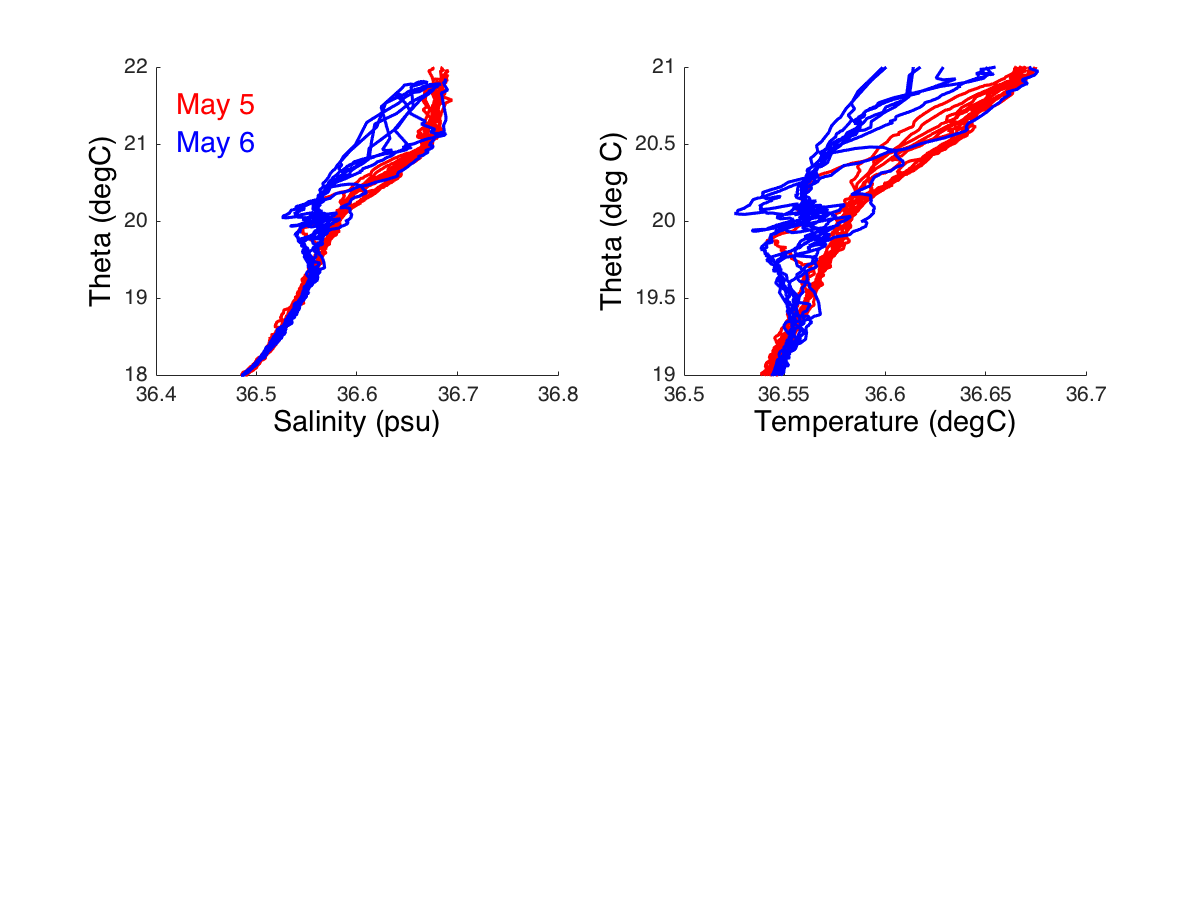 22
21
20
19
18
Theta (degC)
May 5
May 6
36.4 36.5 36.6 36.7 36.8
Salinity (psu)
21
20.5
20
19.5
19
Theta (deg C)
36.5 36.55 36.6 36.65 36.7
Temperature (degC)